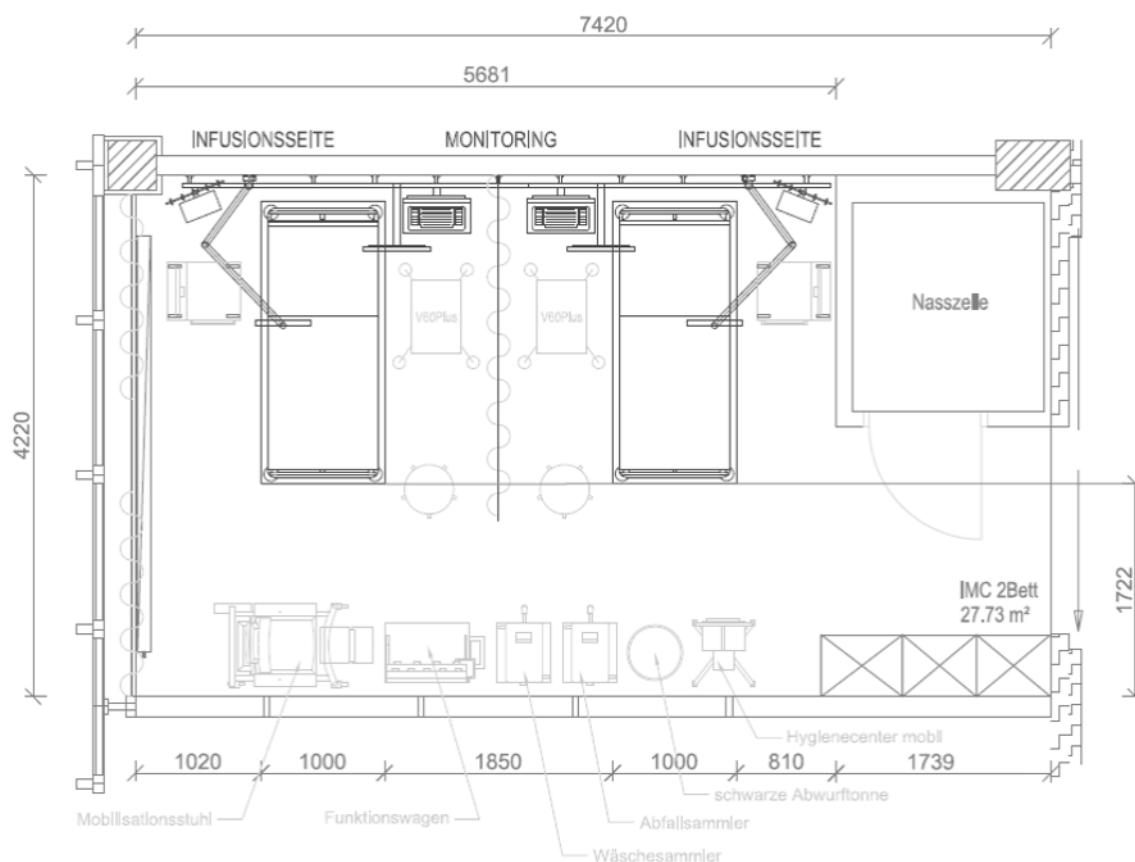 7420
5681
INFUSIONSSEITE
MONITORING
INFUSIONSSEITE
V60Plus
V60Plus
Nasszelle
4220
1722
IMC 2Bett
27.73 m²
Hygienecenter mobil
1020
1000
1850
1000
810
1739
schwarze Abwurftonne
Mobilisationsstuhl
Funktionswagen
Abfallsammler
Wäschesammler